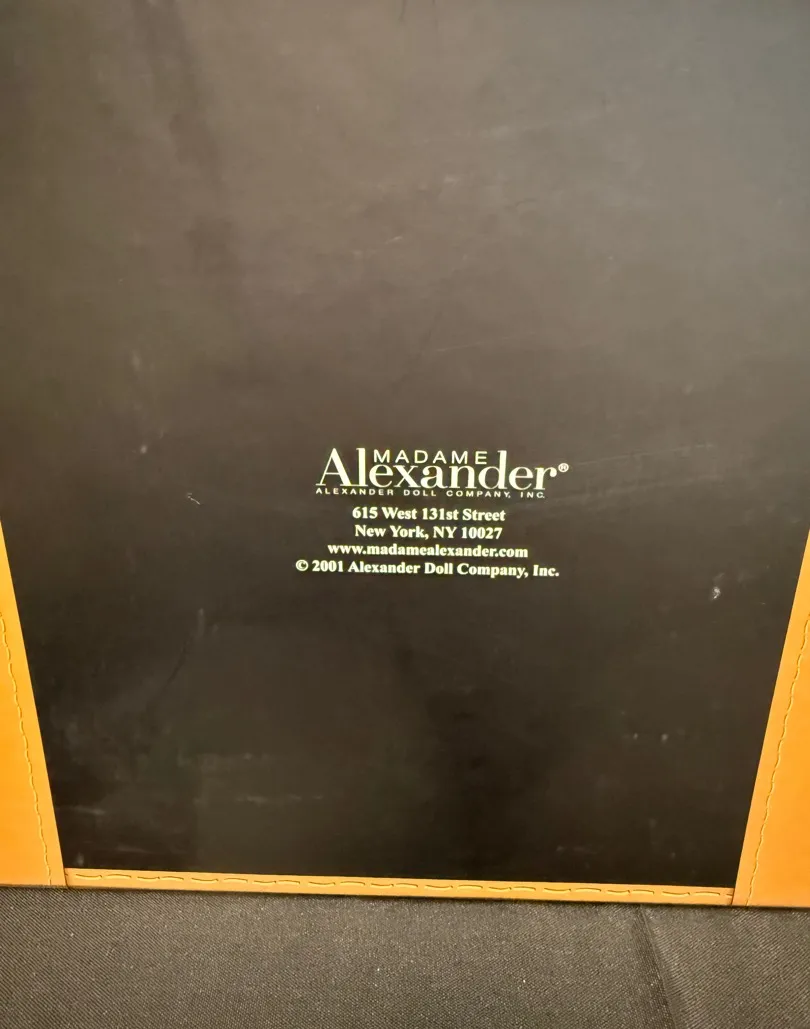 MADAME
Alexander®
ALEXANDER DOLL COMPANY, INC.
615 West 131st Street
New York, NY 10027
www.madamealexander.com
© 2001 Alexander Doll Company, Inc.